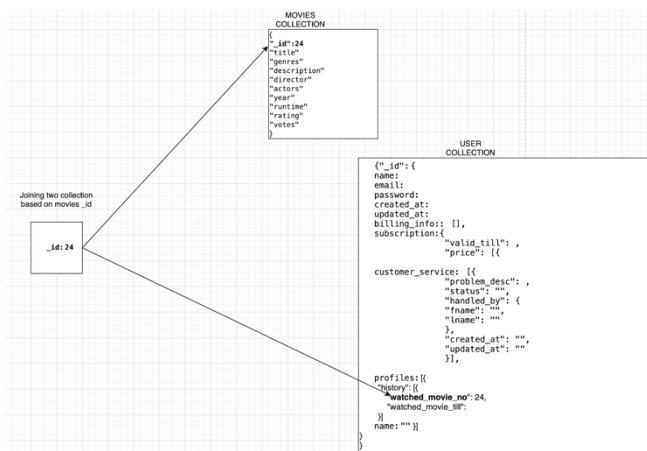 MOVIES
COLLECTION
{
"_id":24
"title"
"genres"
"description"
"director"
"actors"
"year"
"runtime"
"rating"
"votes"
}
USER
COLLECTION
{"_id": {
name:
email:
password:
created_at:
updated_at:
billing_info:: [],
subscription:{
"valid_till": ,
"price": [{
customer_service: [{
"problem_desc": ,
"status": "",
"handled_by": {
"fname": "",
"lname": ""
},
"created_at": "",
"updated_at": ""
}],
profiles:[{
"history": [{
"watched_movie_no": 24,
"watched_movie_till":
}]
name:"" }]
}
}
Joining two collection
based on movies _id
_id:24